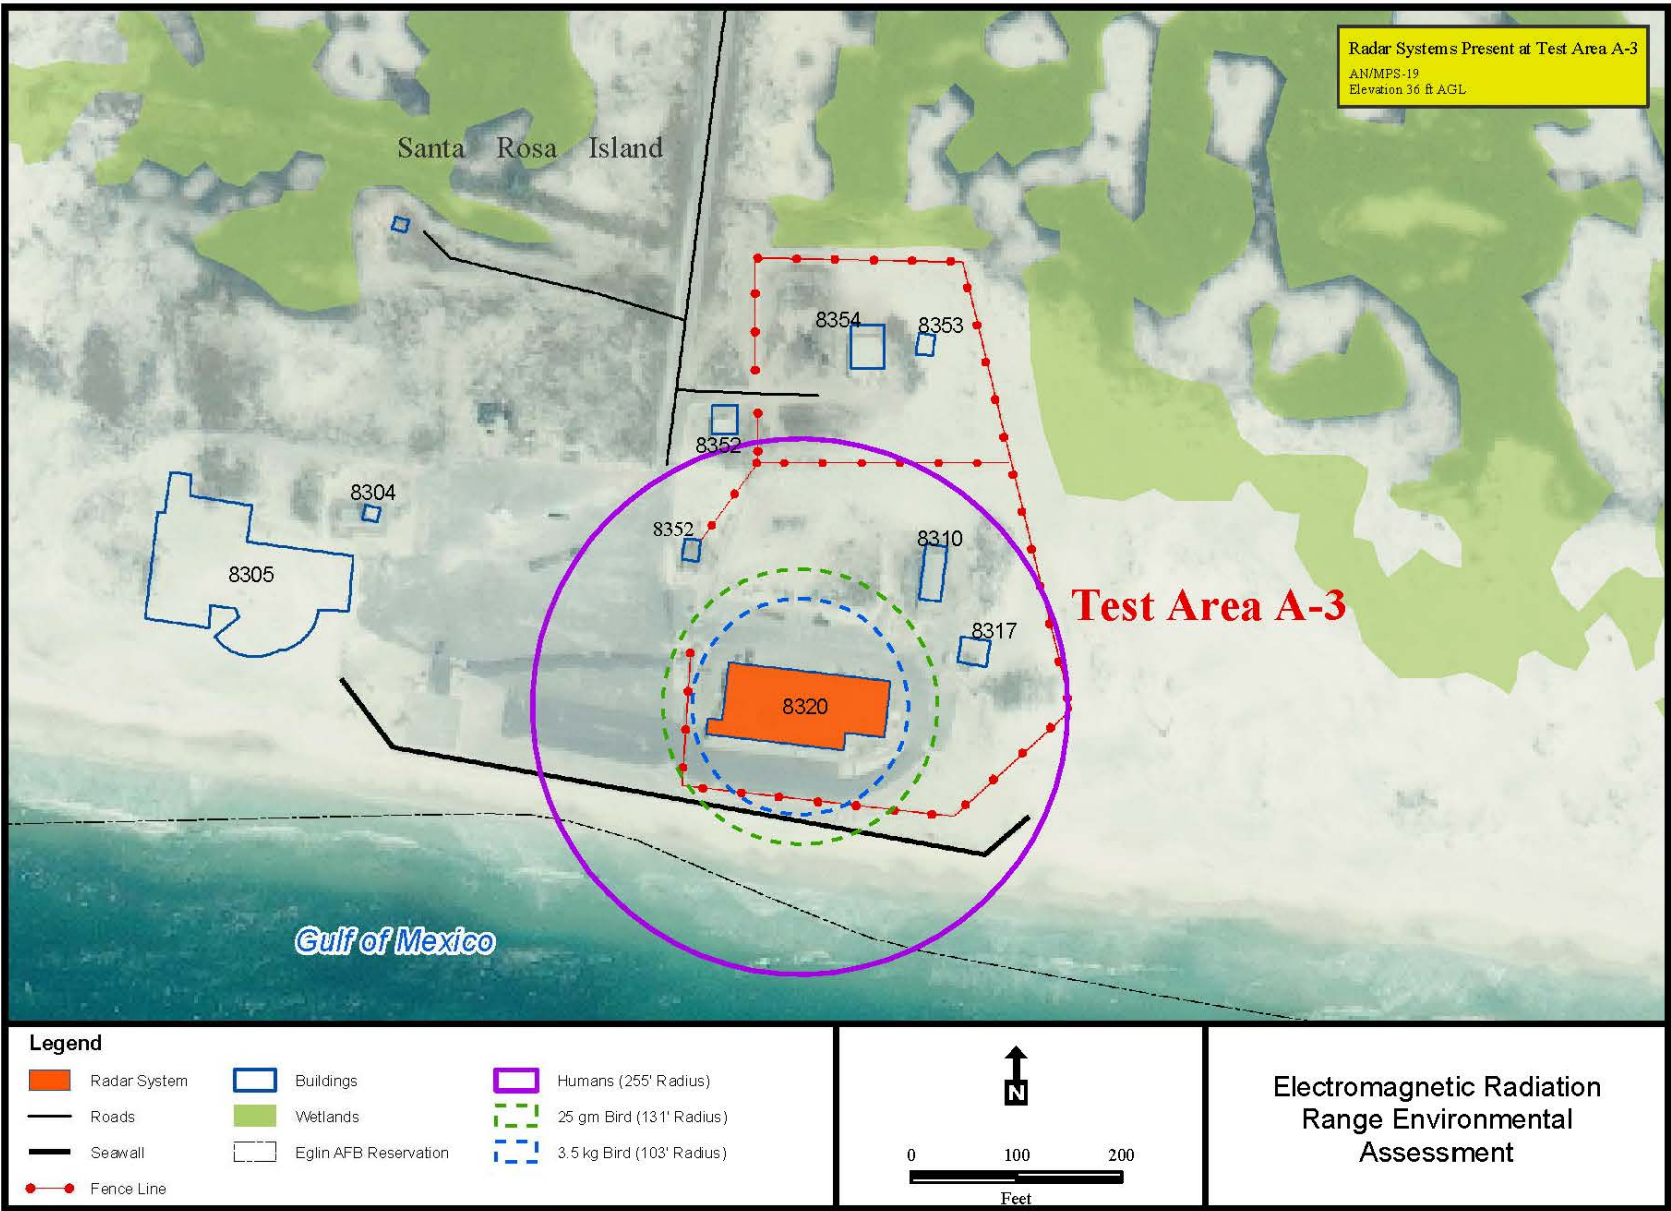 Radar Systems Present at Test Area A-3
AN/MPS-19
Elevation 36 ft AGL
Santa Rosa Island
8354
8353
8352
8304
8352
8310
8305
Test Area A-3
8317
8320
Gulf of Mexico
Legend
Radar System
Roads
Seawall
Fence Line
Buildings
Wetlands
Eglin AFB Reservation
Humans (255' Radius)
25 gm Bird (131' Radius)
3.5 kg Bird (103' Radius)
N
0 100 200
Feet
Electromagnetic Radiation
Range Environmental
Assessment